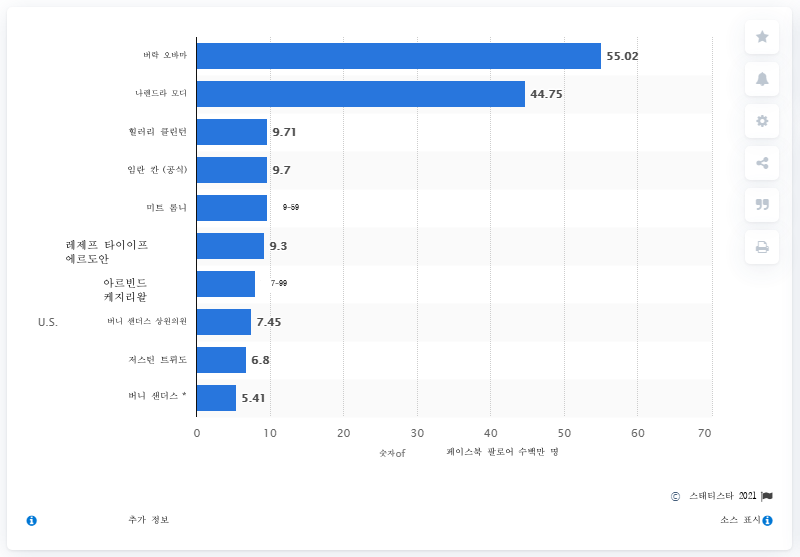 버락 오바마
55.02
나렌드라 모디
44.75
힐러리 클린턴
9.71
임란 칸 (공식)
9.7
미트 롬니
9-59
레제프 타이이프
에르도안
9.3
아르빈드
케지리왈
7-99
U.S. 버니 샌더스 상원의원
7.45
저스틴 트뤼도
6.8
버니 샌더스 *
5.41
0 10 20 30 40 50 60 70
숫자of 페이스북 팔로어 수백만 명
© 스태티스타 2021
추가 정보
소스 표시